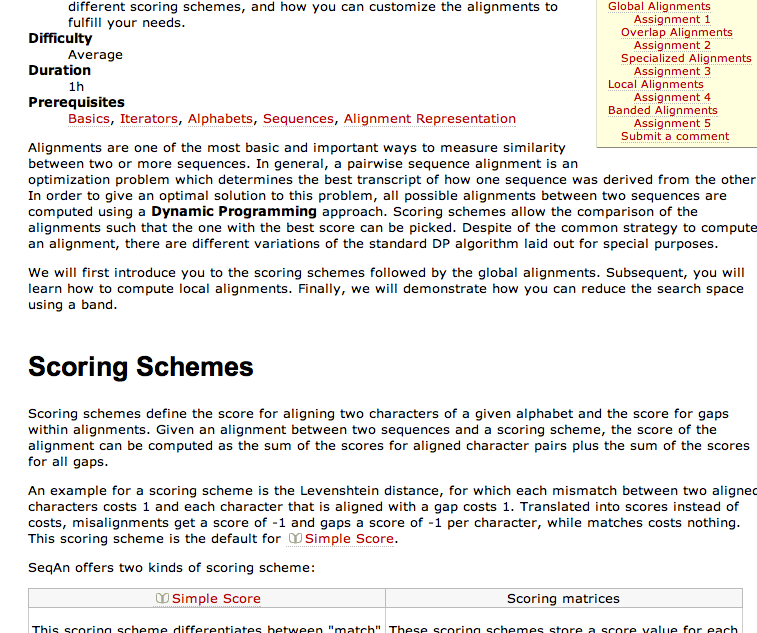 different scoring schemes, and how you can customize the alignments to
fulfill your needs.
Difficulty
Average
Duration
1h
Prerequisites
Basics, Iterators, Alphabets, Sequences, Alignment Representation
Global Alignments
Assignment 1
Overlap Alignments
Assignment 2
Specialized Alignments
Assignment 3
Local Alignments
Assignment 4
Banded Alignments
Assignment 5
Submit a comment
Alignments are one of the most basic and important ways to measure similarity
between two or more sequences. In general, a pairwise sequence alignment is an
optimization problem which determines the best transcript of how one sequence was derived from the other
In order to give an optimal solution to this problem, all possible alignments between two sequences are
computed using a Dynamic Programming approach. Scoring schemes allow the comparison of the
alignments such that the one with the best score can be picked. Despite of the common strategy to compute
an alignment, there are different variations of the standard DP algorithm laid out for special purposes.
We will first introduce you to the scoring schemes followed by the global alignments. Subsequent, you will
learn how to compute local alignments. Finally, we will demonstrate how you can reduce the search space
using a band.
Scoring Schemes
Scoring schemes define the score for aligning two characters of a given alphabet and the score for gaps
within alignments. Given an alignment between two sequences and a scoring scheme, the score of the
alignment can be computed as the sum of the scores for aligned character pairs plus the sum of the scores
for all gaps.
An example for a scoring scheme is the Levenshtein distance, for which each mismatch between two aligned
characters costs 1 and each character that is aligned with a gap costs 1. Translated into scores instead of
costs, misalignments get a score of -1 and gaps a score of -1 per character, while matches costs nothing.
This scoring scheme is the default for Simple Score.
SeqAn offers two kinds of scoring scheme:
Simple Score
Scoring matrices
This scoring scheme differentiates between "match"
These scoring schemes store a score value for each